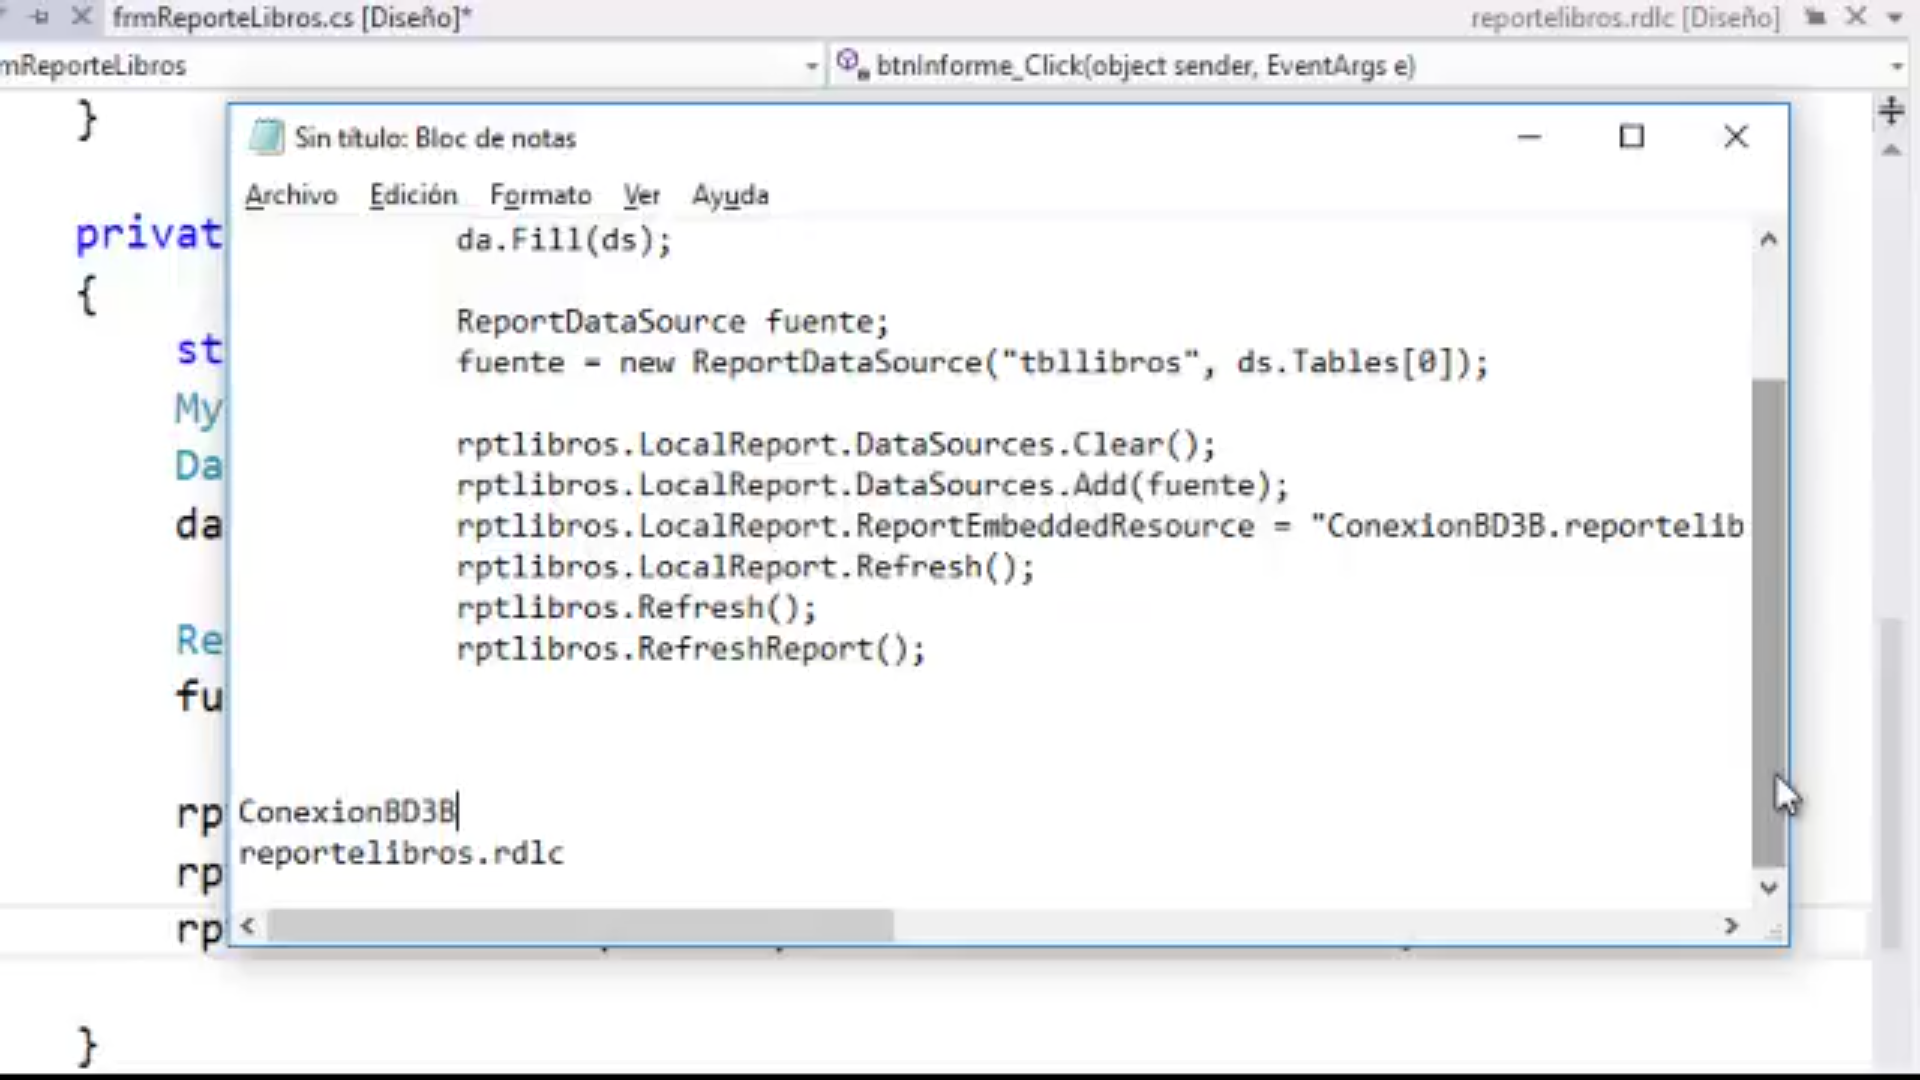 frmReporteLibros.cs [Diseño]*
reportelibros.rdlc [Diseño]
mReporteLibros
btnInforme_Click(object sender, EventArgs e)
}
Sin título: Bloc de notas
Archivo Edición Formato Ver Ayuda
privat
{
st
My
Da
da
Re
fu
rp
rp
rp
}
da.Fill(ds);
ReportDataSource fuente;
fuente = new ReportDataSource("tbllibros", ds.Tables[0]);
rptlibros.LocalReport.DataSources.Clear();
rptlibros.LocalReport.DataSources.Add(fuente);
rptlibros.LocalReport.ReportEmbeddedResource = "ConexionBD3B.reportelib
rptlibros.LocalReport.Refresh();
rptlibros.Refresh();
rptlibros.RefreshReport();
ConexionBD3B
reportelibros.rdlc